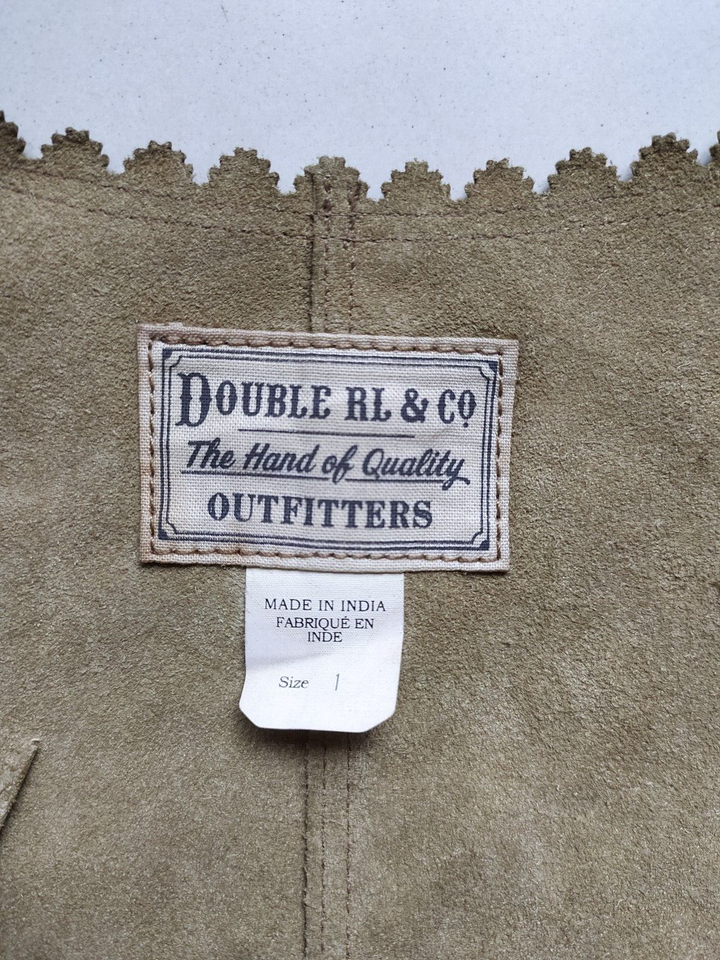 DOUBLE RL & CO
The Hand of Quality
OUTFITTERS
MADE IN INDIA
FABRIQUÉ EN
INDE
Size 1